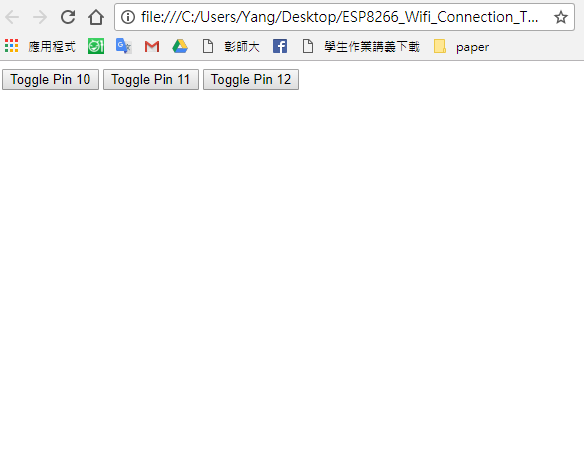 file:///C:/Users/Yang/Desktop/ESP8266_Wifi_Connection_T...
應用程式 彰師大 學生作業講義下載 paper
Toggle Pin 10 Toggle Pin 11 Toggle Pin 12